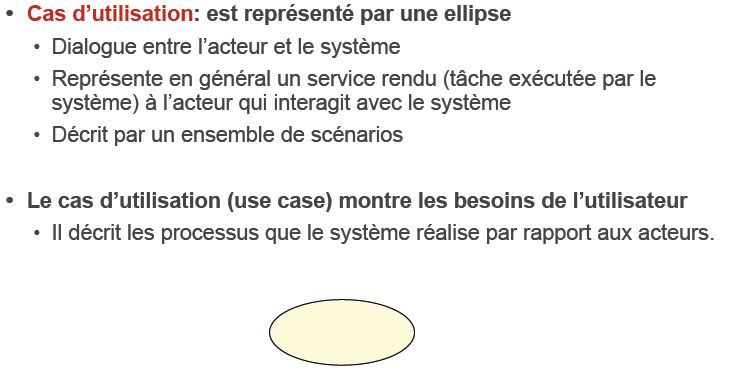 • Cas d’utilisation: est représenté par une ellipse
• Dialogue entre l’acteur et le système
• Représente en général un service rendu (tâche exécutée par le
système) à l’acteur qui interagit avec le système
• Décrit par un ensemble de scénarios
• Le cas d’utilisation (use case) montre les besoins de l’utilisateur
• Il décrit les processus que le système réalise par rapport aux acteurs.